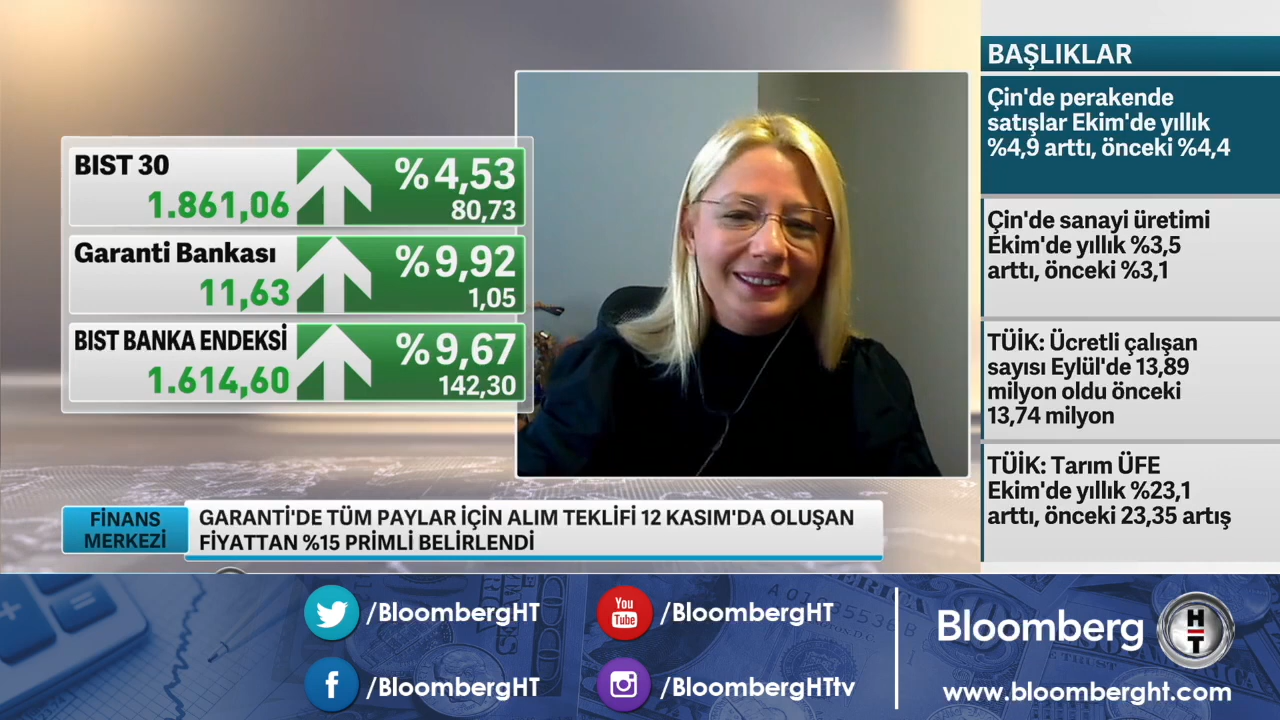 BIST 30
1.861,06
%4,53
80,73
Garanti Bankası
11,63
%9,92
1,05
BIST BANKA ENDEKSİ
1.614,60
%9,67
142,30
FİNANS
MERKEZİ
GARANTİ'DE TÜM PAYLAR İÇİN ALIM TEKLİFİ 12 KASIM'DA OLUŞAN
FİYATTAN %15 PRİMLİ BELİRLENDİ
BAŞLIKLAR
Çin'de perakende
satışlar Ekim'de yıllık
%4,9 arttı, önceki %4,4
Çin'de sanayi üretimi
Ekim'de yıllık %3,5
arttı, önceki %3,1
TÜİK: Ücretli çalışan
sayısı Eylül'de 13,89
milyon oldu önceki
13,74 milyon
TÜİK: Tarım ÜFE
Ekim'de yıllık %23,1
arttı, önceki 23,35 artış
/BloombergHT
You
Tube
/BloombergHT
/BloombergHT
/BloombergHTtv
Bloomberg
H
T
www.bloomberght.com